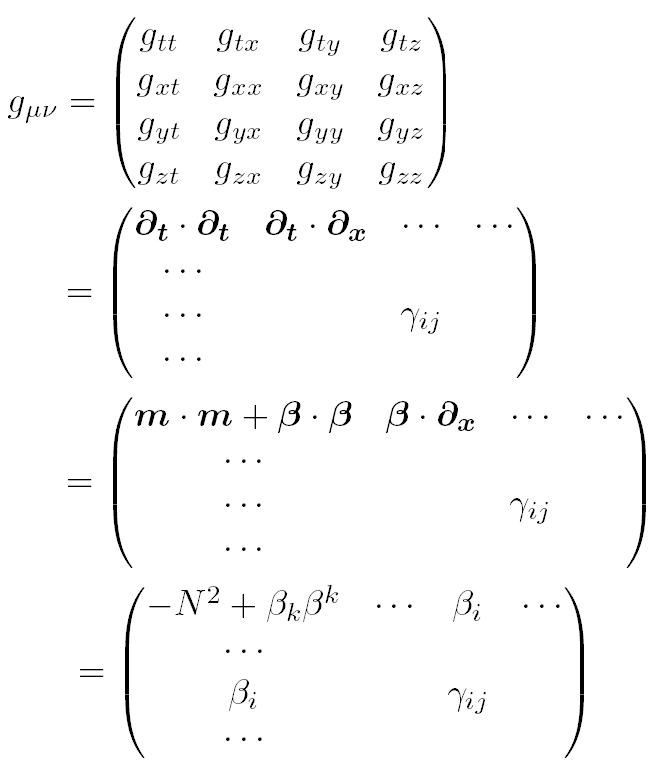 g_{μν} = ( g_{tt} g_{tx} g_{ty} g_{tz}
g_{xt} g_{xx} g_{xy} g_{xz}
g_{yt} g_{yx} g_{yy} g_{yz}
g_{zt} g_{zx} g_{zy} g_{zz} )
= ( ∂_t · ∂_t ∂_t · ∂_x ⋯ ⋯
⋯
⋯ γ_{ij}
⋯ )
= ( m · m + β · β β · ∂_x ⋯ ⋯
⋯
⋯ γ_{ij}
⋯ )
= ( −N^2 + β_k β^k ⋯ β_i ⋯
⋯
β_i γ_{ij}
⋯ )